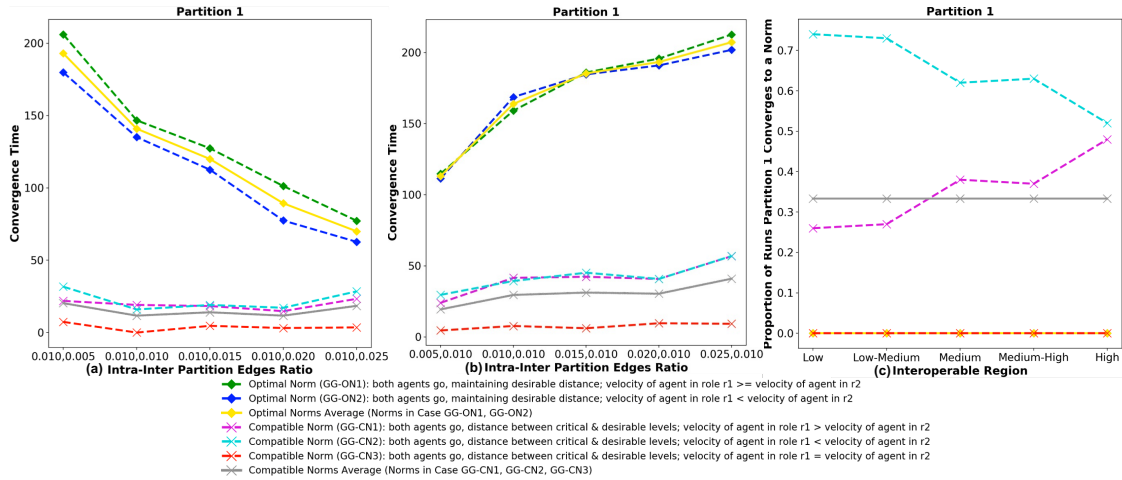 Partition 1
Convergence Time
200
150
100
50
0
0.010,0.005
0.010,0.010
0.010,0.015
0.010,0.020
0.010,0.025
(a) Intra-Inter Partition Edges Ratio
Partition 1
Convergence Time
200
150
100
50
0
0.005,0.010
0.010,0.010
0.015,0.010
0.020,0.010
0.025,0.010
(b) Intra-Inter Partition Edges Ratio
Partition 1
Proportion of Runs Partition 1 Converges to a Norm
0.7
0.6
0.5
0.4
0.3
0.2
0.1
0.0
Low
Low-Medium
Medium
Medium-High
High
(c) Interoperable Region
Optimal Norm (GG-ON1): both agents go, maintaining desirable distance; velocity of agent in role r1 >= velocity of agent in r2
Optimal Norm (GG-ON2): both agents go, maintaining desirable distance; velocity of agent in role r1 < velocity of agent in r2
Optimal Norms Average (Norms in Case GG-ON1, GG-ON2)
Compatible Norm (GG-CN1): both agents go, distance between critical & desirable levels; velocity of agent in role r1 > velocity of agent in r2
Compatible Norm (GG-CN2): both agents go, distance between critical & desirable levels; velocity of agent in role r1 < velocity of agent in r2
Compatible Norm (GG-CN3): both agents go, distance between critical & desirable levels; velocity of agent in role r1 = velocity of agent in r2
Compatible Norms Average (Norms in Case GG-CN1, GG-CN2, GG-CN3)